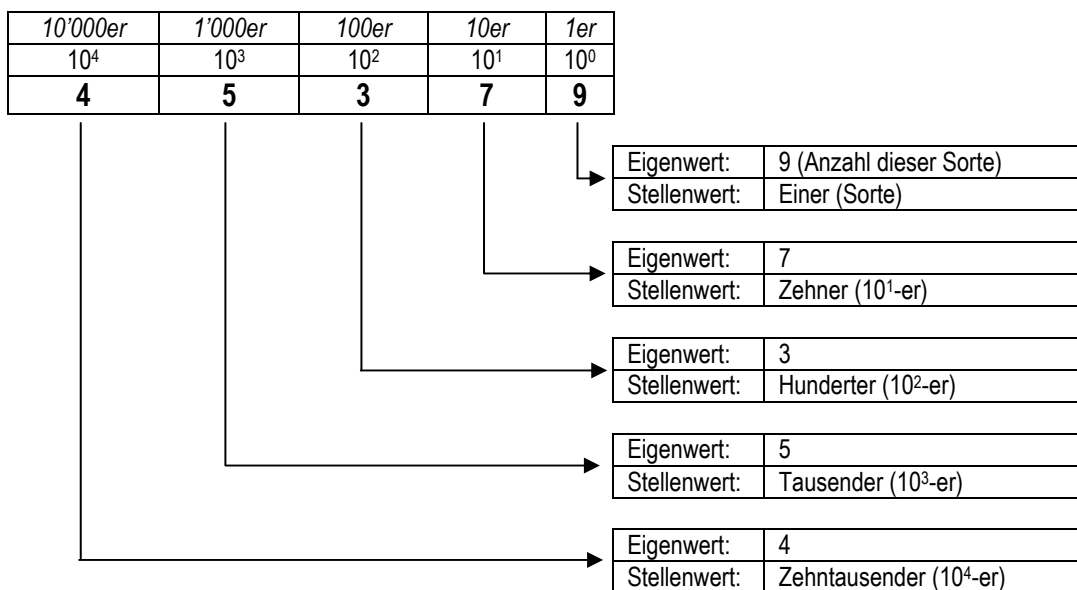 10’000er 1’000er 100er 10er 1er
10⁴ 10³ 10² 10¹ 10⁰
4 5 3 7 9
Eigenwert: 9 (Anzahl dieser Sorte)
Stellenwert: Einer (Sorte)
Eigenwert: 7
Stellenwert: Zehner (10¹-er)
Eigenwert: 3
Stellenwert: Hunderter (10²-er)
Eigenwert: 5
Stellenwert: Tausender (10³-er)
Eigenwert: 4
Stellenwert: Zehntausender (10⁴-er)